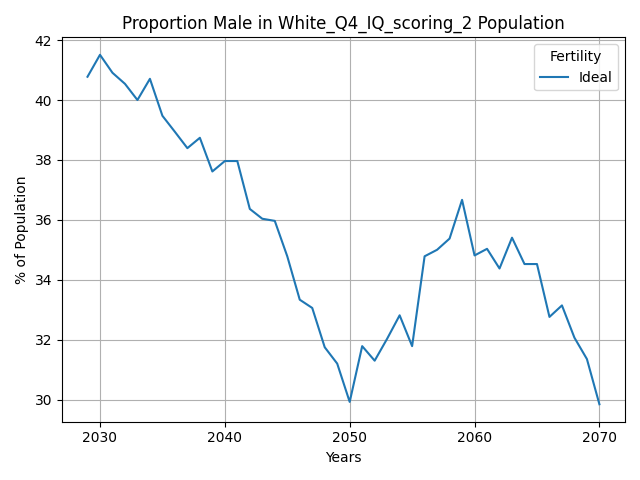 Proportion Male in White_Q4_IQ_scoring_2 Population
Fertility
Ideal
% of Population
42
40
38
36
34
32
30
2030 2040 2050 2060 2070
Years